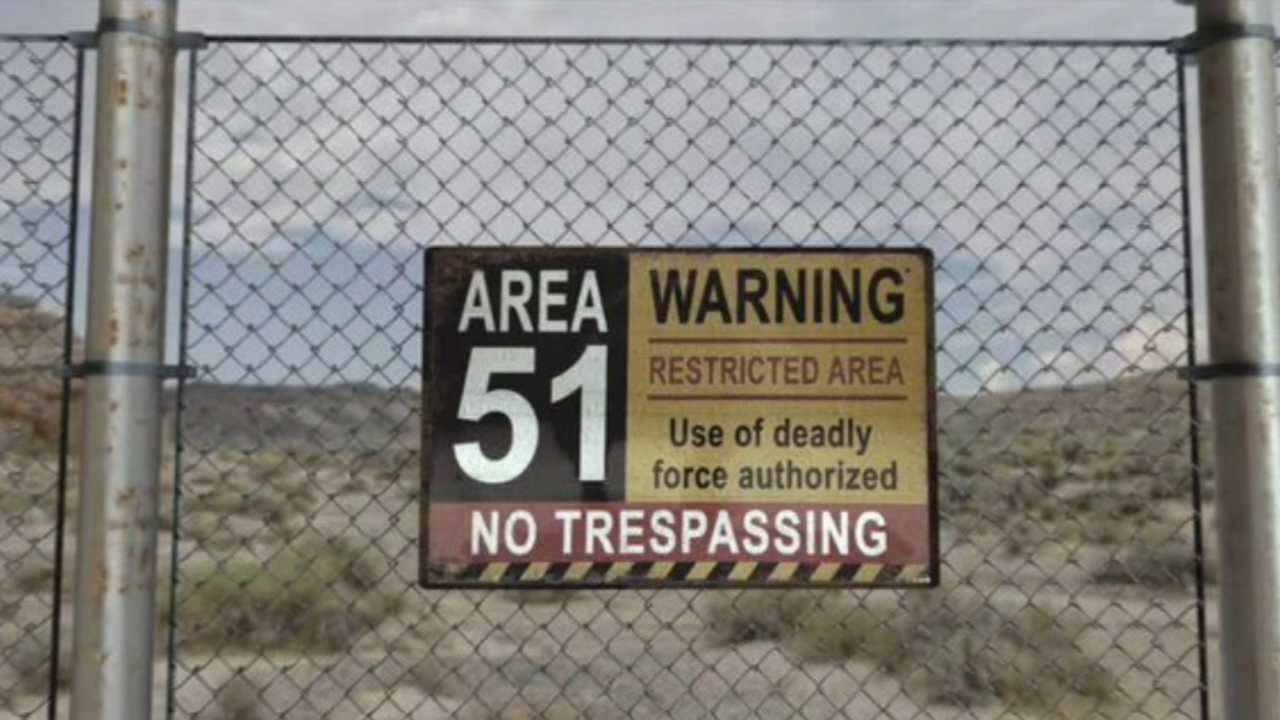 AREA
51
WARNING
RESTRICTED AREA
Use of deadly
force authorized
NO TRESPASSING